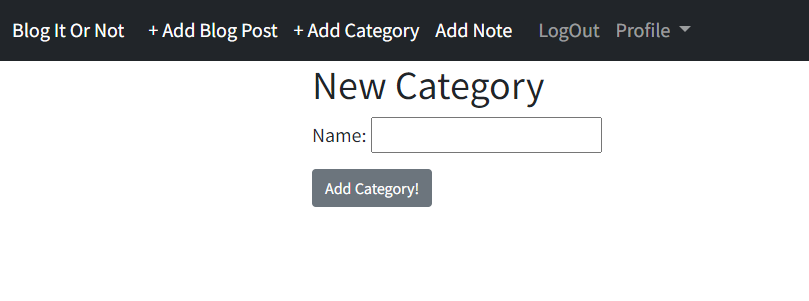 Blog It Or Not + Add Blog Post + Add Category Add Note LogOut Profile
New Category
Name:
Add Category!